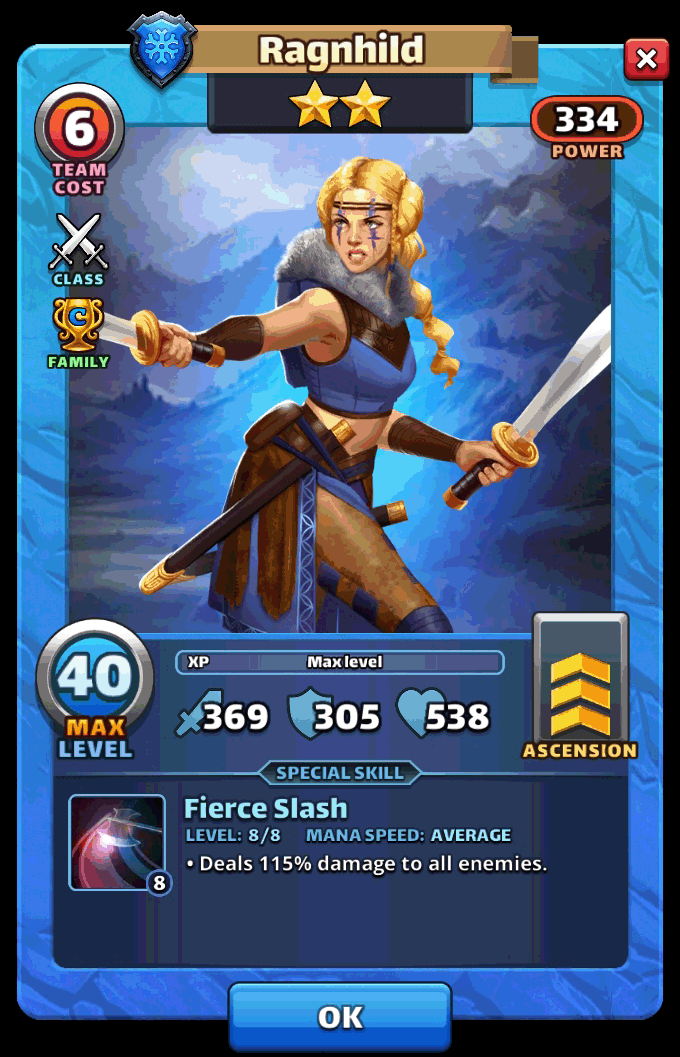 Ragnhild
6
TEAM
COST
334
POWER
CLASS
C
FAMILY
40
MAX
LEVEL
XP Max level
369 305 538
ASCENSION
SPECIAL SKILL
Fierce Slash
LEVEL: 8/8 MANA SPEED: AVERAGE
• Deals 115% damage to all enemies.
8
OK